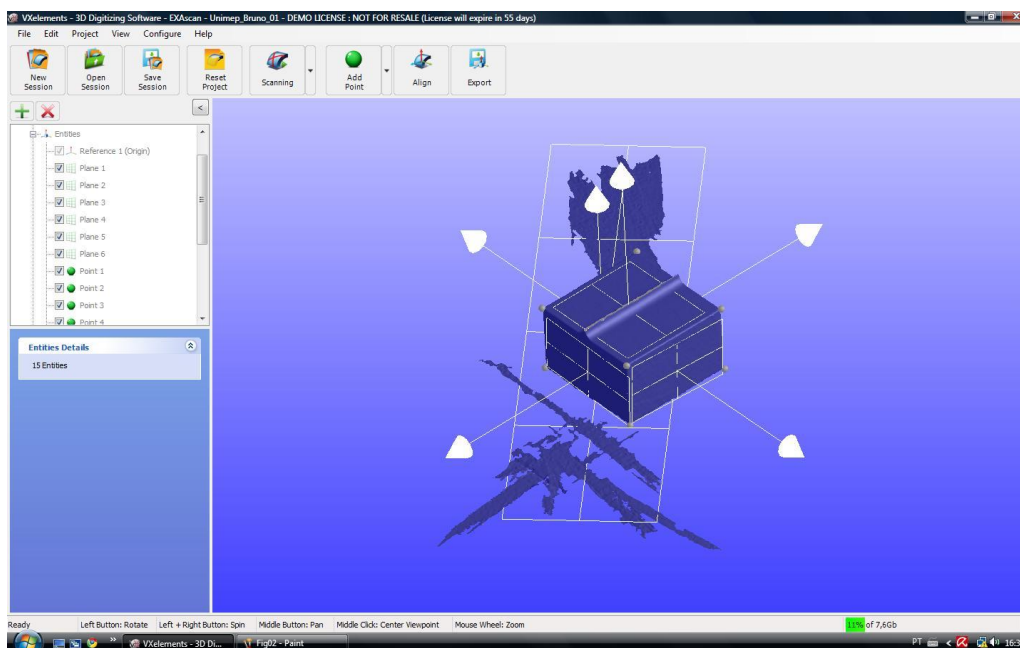 VXelements - 3D Digitizing Software - EXAscan - Unimep_Bruno_01 - DEMO LICENSE : NOT FOR RESALE (License will expire in 55 days)
File Edit Project View Configure Help
New Session
Open Session
Save Session
Reset Project
Scanning
Add Point
Align
Export
<
Entities
Reference 1 (Origin)
Plane 1
Plane 2
Plane 3
Plane 4
Plane 5
Plane 6
Point 1
Point 2
Point 3
Point 4
Entities Details
15 Entities
Ready Left Button: Rotate Left + Right Button: Spin Middle Button: Pan Middle Click: Center Viewpoint Mouse Wheel: Zoom 11% of 7,6Gb
» VXelements - 3D Di... Fig02 - Paint PT <